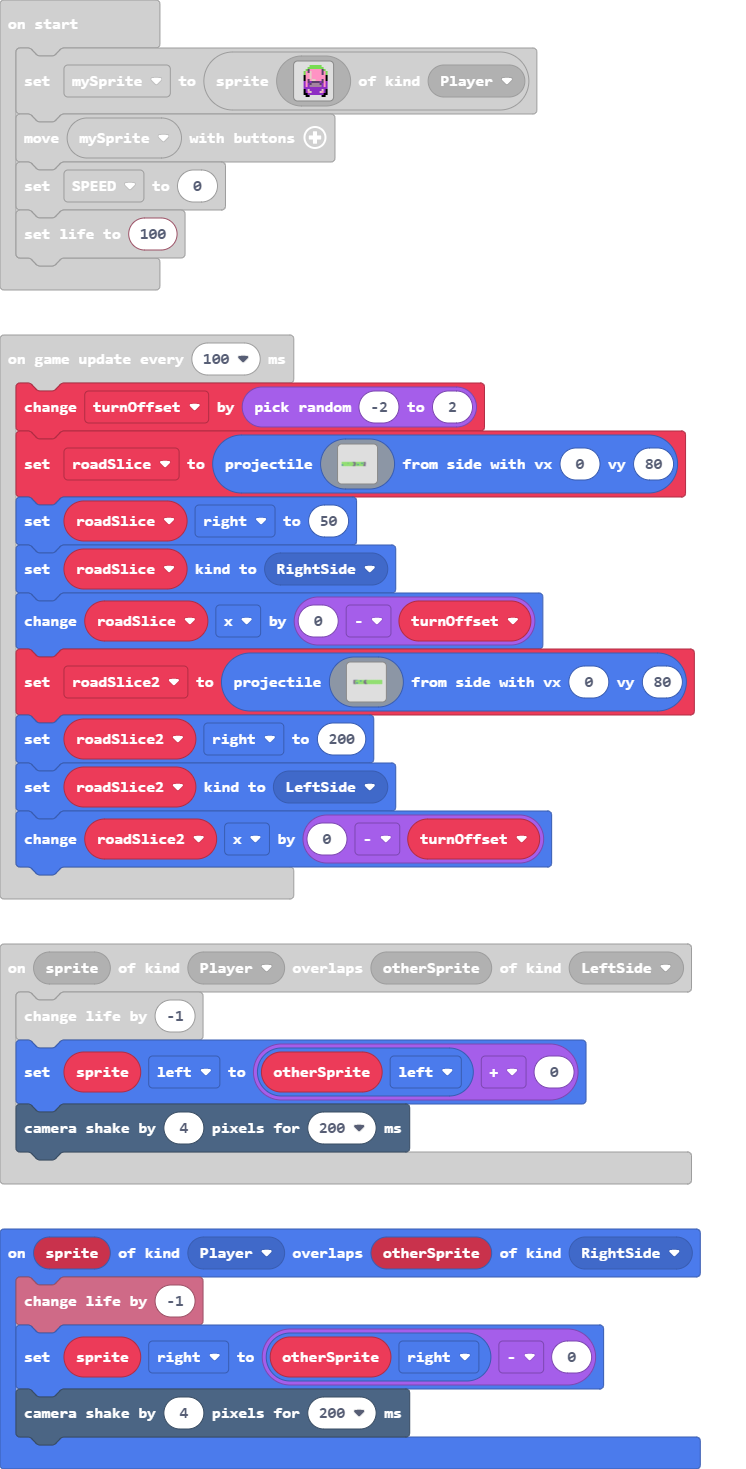 on start
set mySprite to sprite of kind Player
move mySprite with buttons
set SPEED to 0
set life to 100
on game update every 100 ms
change turnOffset by pick random -2 to 2
set roadSlice to projectile from side with vx 0 vy 80
set roadSlice right to 50
set roadSlice kind to RightSide
change roadSlice x by 0 - turnOffset
set roadSlice2 to projectile from side with vx 0 vy 80
set roadSlice2 right to 200
set roadSlice2 kind to LeftSide
change roadSlice2 x by 0 - turnOffset
on sprite of kind Player overlaps otherSprite of kind LeftSide
change life by -1
set sprite left to otherSprite left + 0
camera shake by 4 pixels for 200 ms
on sprite of kind Player overlaps otherSprite of kind RightSide
change life by -1
set sprite right to otherSprite right - 0
camera shake by 4 pixels for 200 ms